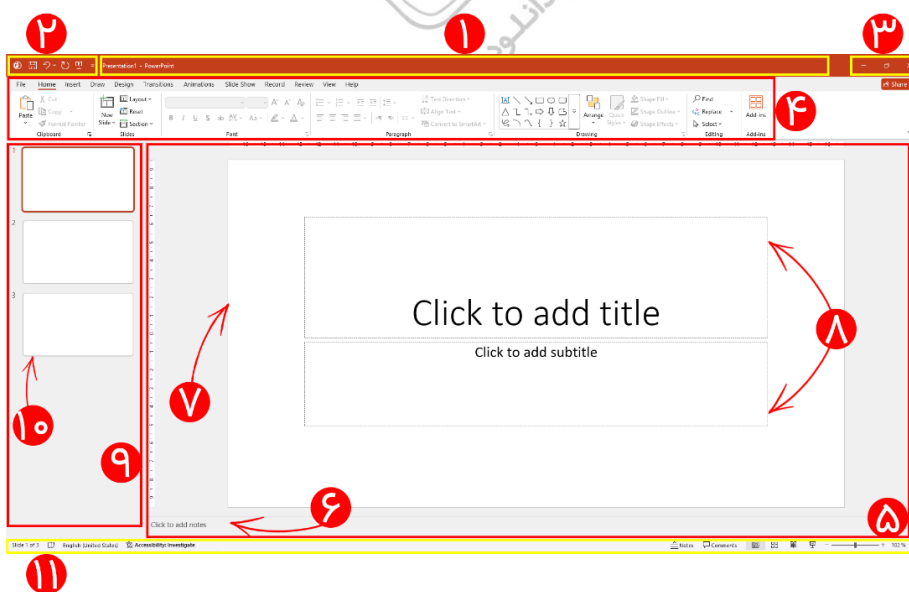 دانلود
۲
۱
۳
Presentation1 - PowerPoint
File Home Insert Draw Design Transitions Animations Slide Show Record Review View Help
Share
Paste
Cut
Copy
Format Painter
Clipboard
New Slide
Layout
Reset
Section
Slides
Font
Text Direction
Align Text
Convert to SmartArt
Paragraph
Arrange
Quick Styles
Shape Fill
Shape Outline
Shape Effects
Drawing
Find
Replace
Select
Editing
Add-ins
Add-ins
۴
1
2
3
Click to add title
Click to add subtitle
۸
۷
۱۰
۹
۶
۵
Click to add notes
Slide 1 of 3 English (United States) Accessibility: Investigate Notes Comments 102%
۱۱